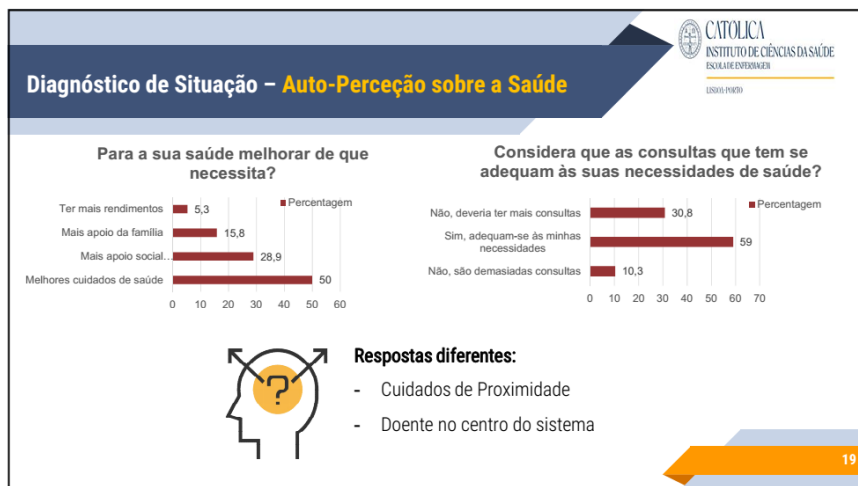 CATOLICA
INSTITUTO DE CIÊNCIAS DA SAÚDE
ESCOLA DE ENFERMAGEM
LISBOA·PORTO
Diagnóstico de Situação – Auto-Perceção sobre a Saúde
Para a sua saúde melhorar de que
necessita?
Percentagem
Ter mais rendimentos 5,3
Mais apoio da família 15,8
Mais apoio social… 28,9
Melhores cuidados de saúde 50
0 10 20 30 40 50 60
Considera que as consultas que tem se
adequam às suas necessidades de saúde?
Percentagem
Não, deveria ter mais consultas 30,8
Sim, adequam-se às minhas
necessidades 59
Não, são demasiadas consultas 10,3
0 10 20 30 40 50 60 70
?
Respostas diferentes:
- Cuidados de Proximidade
- Doente no centro do sistema
19